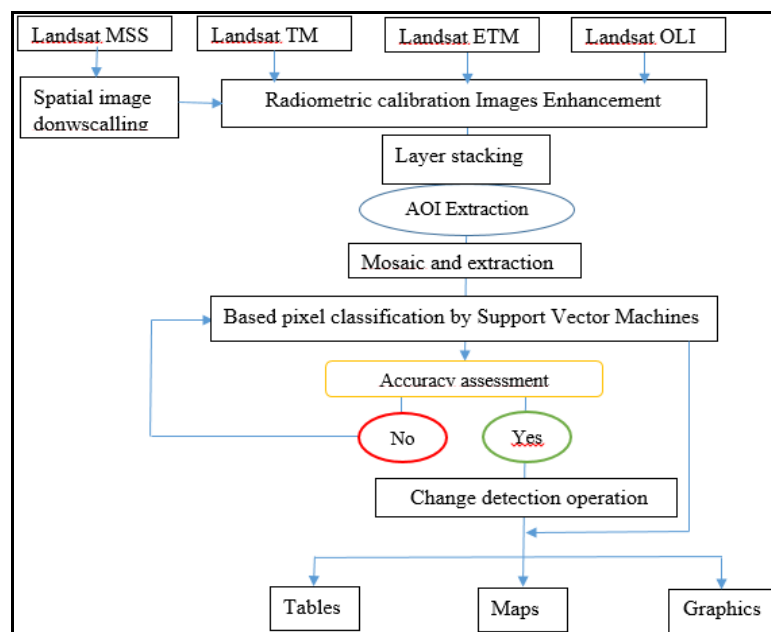 Landsat MSS
Landsat TM
Landsat ETM
Landsat OLI
Spatial image
donwscalling
Radiometric calibration Images Enhancement
Layer stacking
AOI Extraction
Mosaic and extraction
Based pixel classification by Support Vector Machines
Accuracy assessment
No
Yes
Change detection operation
Tables
Maps
Graphics